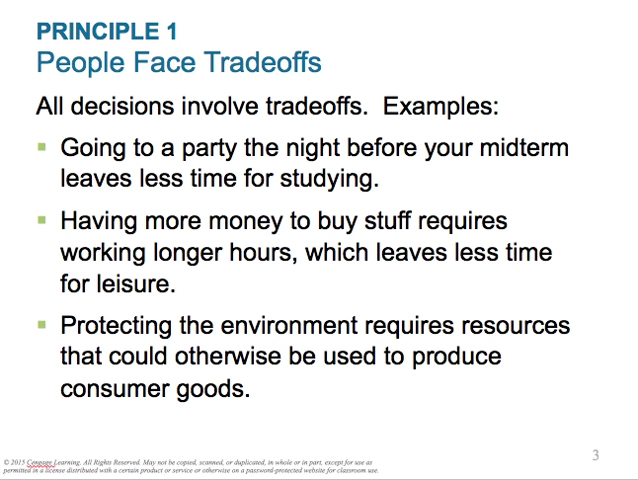 PRINCIPLE 1
People Face Tradeoffs
All decisions involve tradeoffs.  Examples:
▪ Going to a party the night before your midterm
leaves less time for studying.
▪ Having more money to buy stuff requires
working longer hours, which leaves less time
for leisure.
▪ Protecting the environment requires resources
that could otherwise be used to produce
consumer goods.
3
© 2015 Cengage Learning. All Rights Reserved. May not be copied, scanned, or duplicated, in whole or in part, except for use as
permitted in a license distributed with a certain product or service or otherwise on a password-protected website for classroom use.